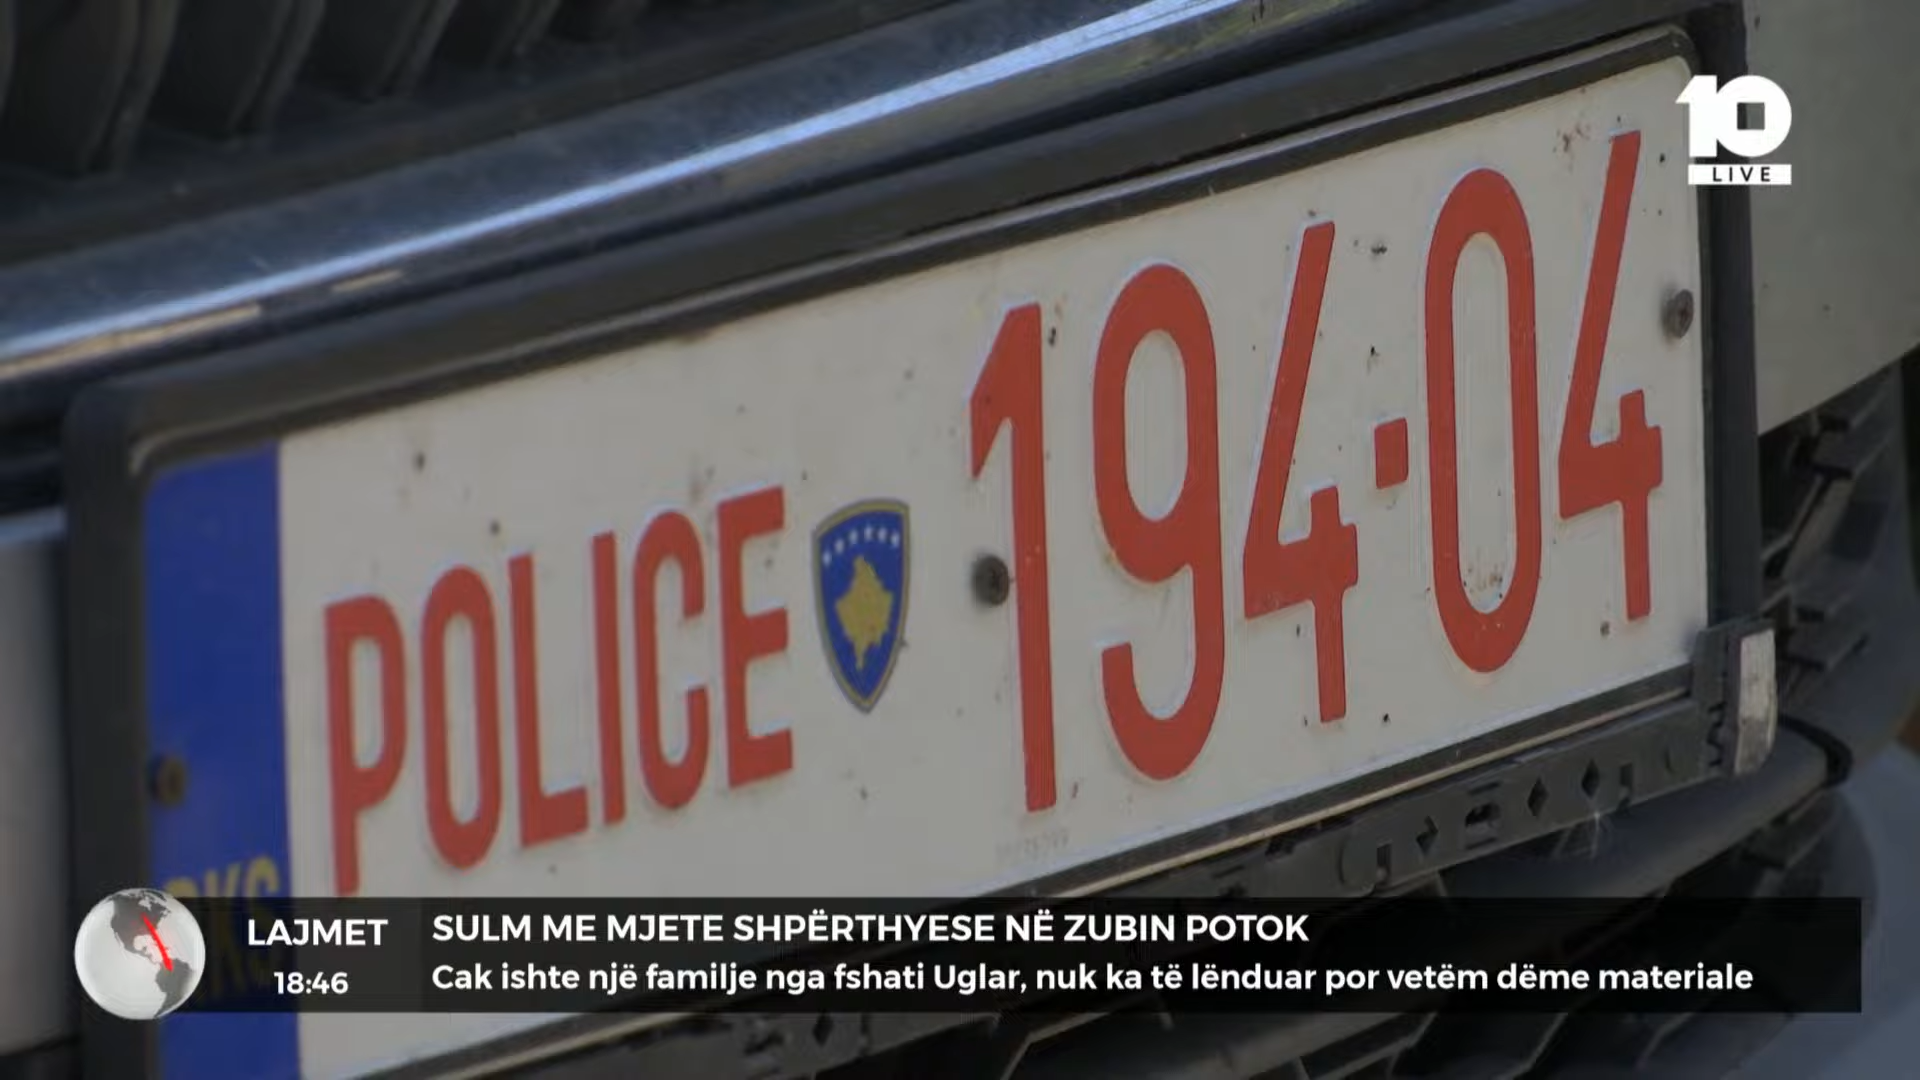 10
LIVE
POLICE 194-04
RKS
LAJMET
18:46
SULM ME MJETE SHPËRTHYESE NË ZUBIN POTOK
Cak ishte një familje nga fshati Uglar, nuk ka të lënduar por vetëm dëme materiale